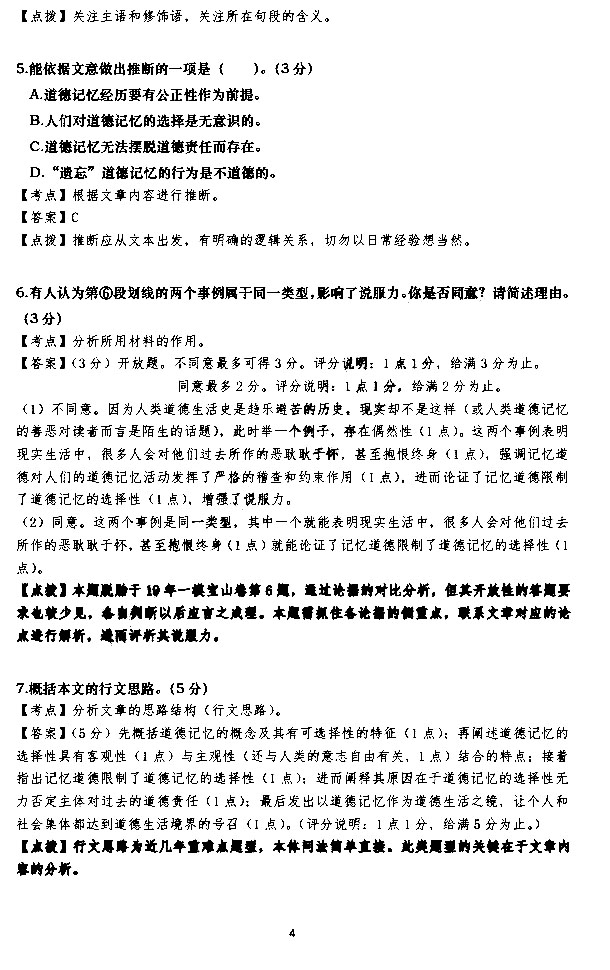 【点拨】关注主语和修饰语，关注所在句段的含义。
5.能依据文意做出推断的一项是（　　）。（3分）
A.道德记忆经历要有公正性作为前提。
B.人们对道德记忆的选择是无意识的。
C.道德记忆无法摆脱道德责任而存在。
D.“遗忘”道德记忆的行为是不道德的。
【考点】根据文章内容进行推断。
【答案】C
【点拨】推断应从文本出发，有明确的逻辑关系，切勿以日常经验想当然。
6.有人认为第⑥段划线的两个事例属于同一类型，影响了说服力。你是否同意？请简述理由。
（3分）
【考点】分析所用材料的作用。
【答案】（3分）开放题。不同意最多可得3分。评分说明：1点1分，给满3分为止。
同意最多2分。评分说明：1点1分，给满2分为止。
（1）不同意。因为人类道德生活史是趋乐避苦的历史，现实却不是这样（或人类道德记忆
的善恶对读者而言是陌生的话题），此时举一个例子，存在偶然性（1点）。这两个事例表明
现实生活中，很多人会对他们过去所作的恶耿耿于怀，甚至抱恨终身（1点），强调记忆道
德对人们的道德记忆活动发挥了严格的稽查和约束作用（1点），进而论证了记忆道德限制
了道德记忆的选择性（1点），增强了说服力。
（2）同意。这两个事例是同一类型，其中一个就能表明现实生活中，很多人会对他们过去
所作的恶耿耿于怀，甚至抱恨终身（1点）就能论证了记忆道德限制了道德记忆的选择性（1
点）。
【点拨】本题脱胎于19年一模宝山卷第6题，通过论据的对比分析，但其开放性的答题要
求也较少见，各自判断以后应言之成理。本题需抓住各论据的侧重点，联系文章对应的论
点进行解析，进而评析其说服力。
7.概括本文的行文思路。（5分）
【考点】分析文章的思路结构（行文思路）。
【答案】（5分）先概括道德记忆的概念及其有可选择性的特征（1点）；再阐述道德记忆的
选择性具有客观性（1点）与主观性（还与人类的意志自由有关，1点）结合的特点；接着
指出记忆道德限制了道德记忆的选择性（1点）；进而阐释其原因在于道德记忆的选择性无
力否定主体对过去的道德责任（1点）；最后发出以道德记忆作为道德生活之镜，让个人和
社会集体都达到道德生活境界的号召（1点）。（评分说明：1点1分，给满5分为止。）
【点拨】行文思路为近几年重难点题型，本体问法简单直接。此类题型的关键在于文章内
容的分析。
4